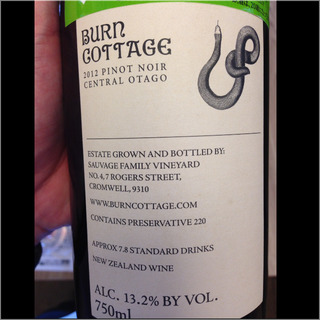 BURN
COTTAGE
2012 PINOT NOIR
CENTRAL OTAGO
ESTATE GROWN AND BOTTLED BY:
SAUVAGE FAMILY VINEYARD
NO. 4, 7 ROGERS STREET,
CROMWELL, 9310
WWW.BURNCOTTAGE.COM
CONTAINS PRESERVATIVE 220
APPROX 7.8 STANDARD DRINKS
NEW ZEALAND WINE
ALC. 13.2% BY VOL.
750ml